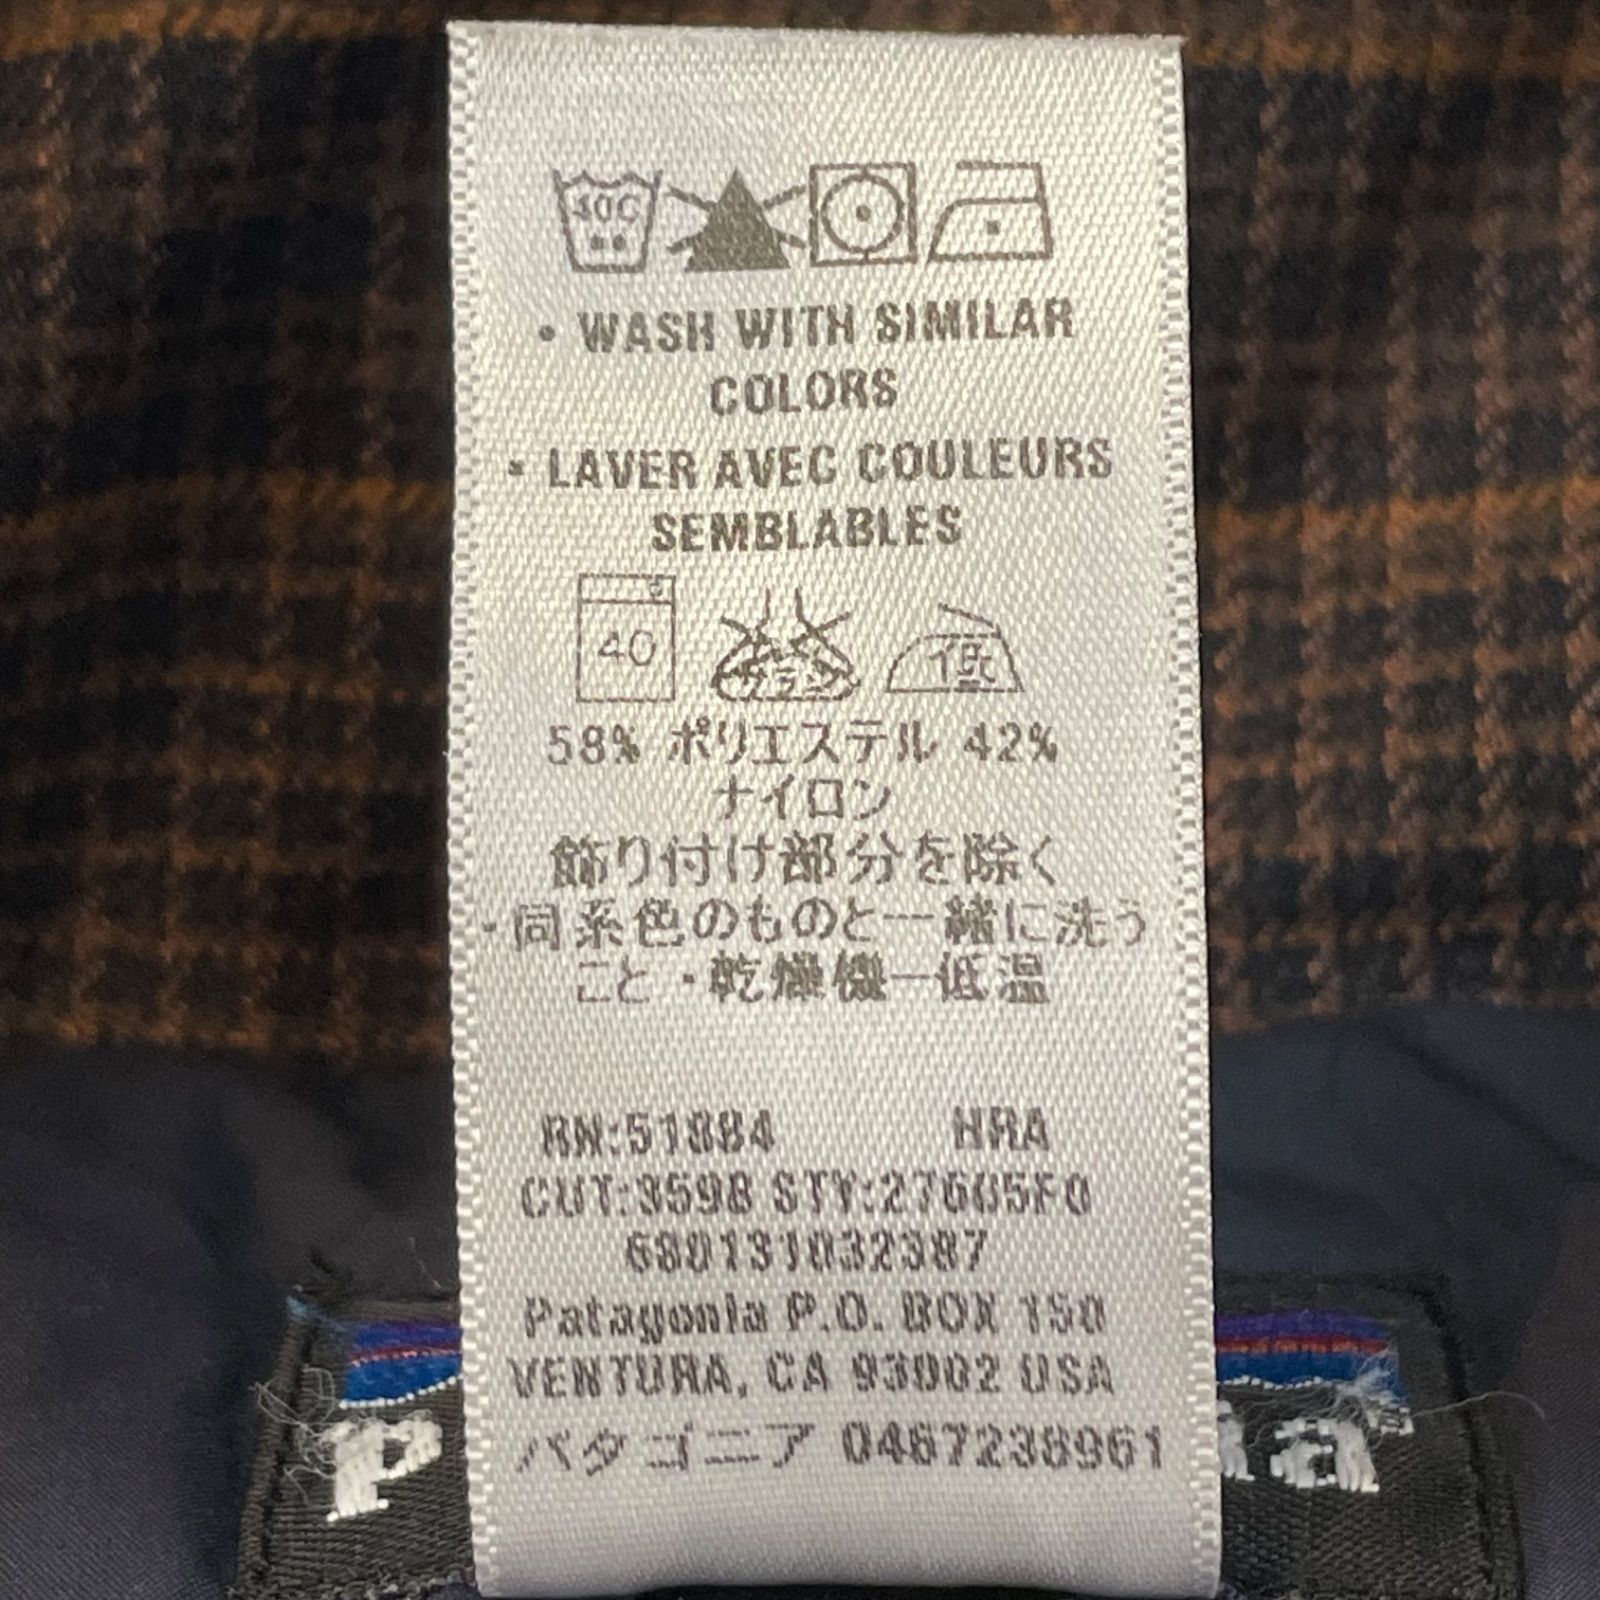 40C
• WASH WITH SIMILAR
COLORS
• LAVER AVEC COULEURS
SEMBLABLES
40 低
58% ポリエステル 42%
ナイロン
飾り付け部分を除く
・同系色のものと一緒に洗う
こと・乾燥機ー低温
RN:51884 HRA
CUT:3598 STY:27605F0
680131032387
Patagonia P.O. BOX 150
VENTURA, CA 93002 USA
パタゴニア 0467238961